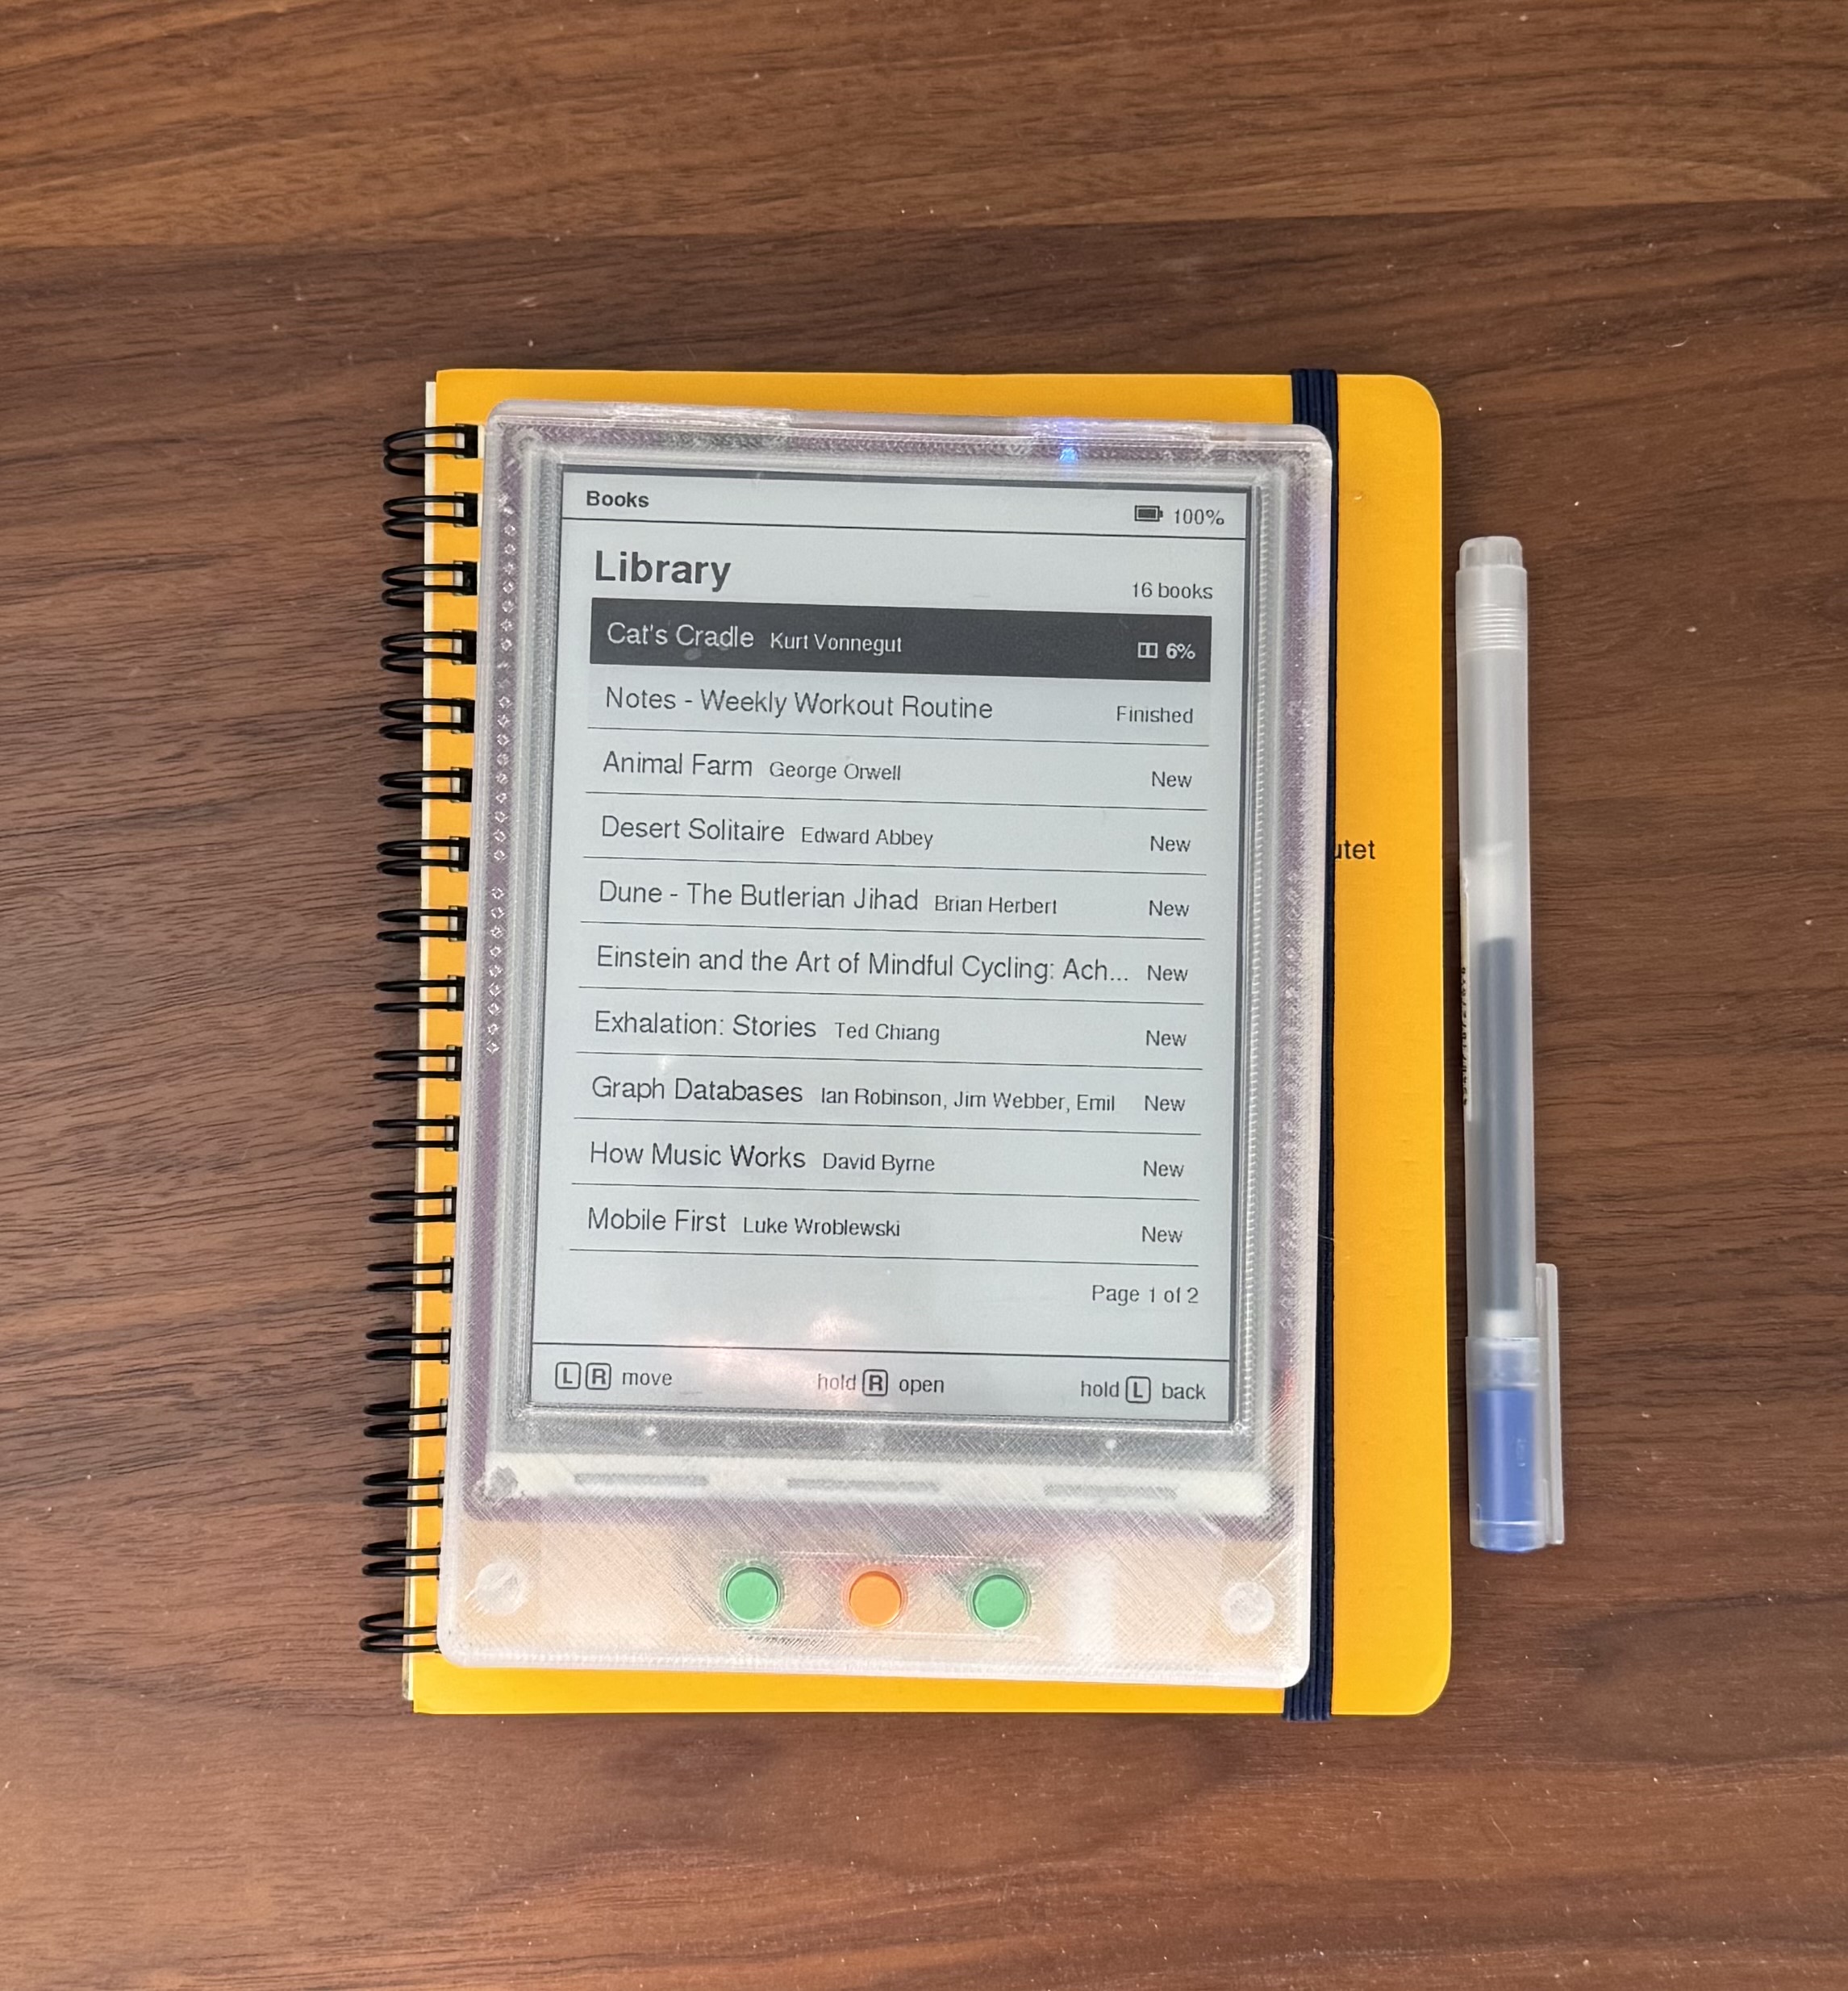 Books 100%
Library 16 books
Cat's Cradle Kurt Vonnegut 6%
Notes - Weekly Workout Routine Finished
Animal Farm George Orwell New
Desert Solitaire Edward Abbey New
Dune - The Butlerian Jihad Brian Herbert New
Einstein and the Art of Mindful Cycling: Ach... New
Exhalation: Stories Ted Chiang New
Graph Databases Ian Robinson, Jim Webber, Emil New
How Music Works David Byrne New
Mobile First Luke Wroblewski New
Page 1 of 2
L R move hold R open hold L back
utet